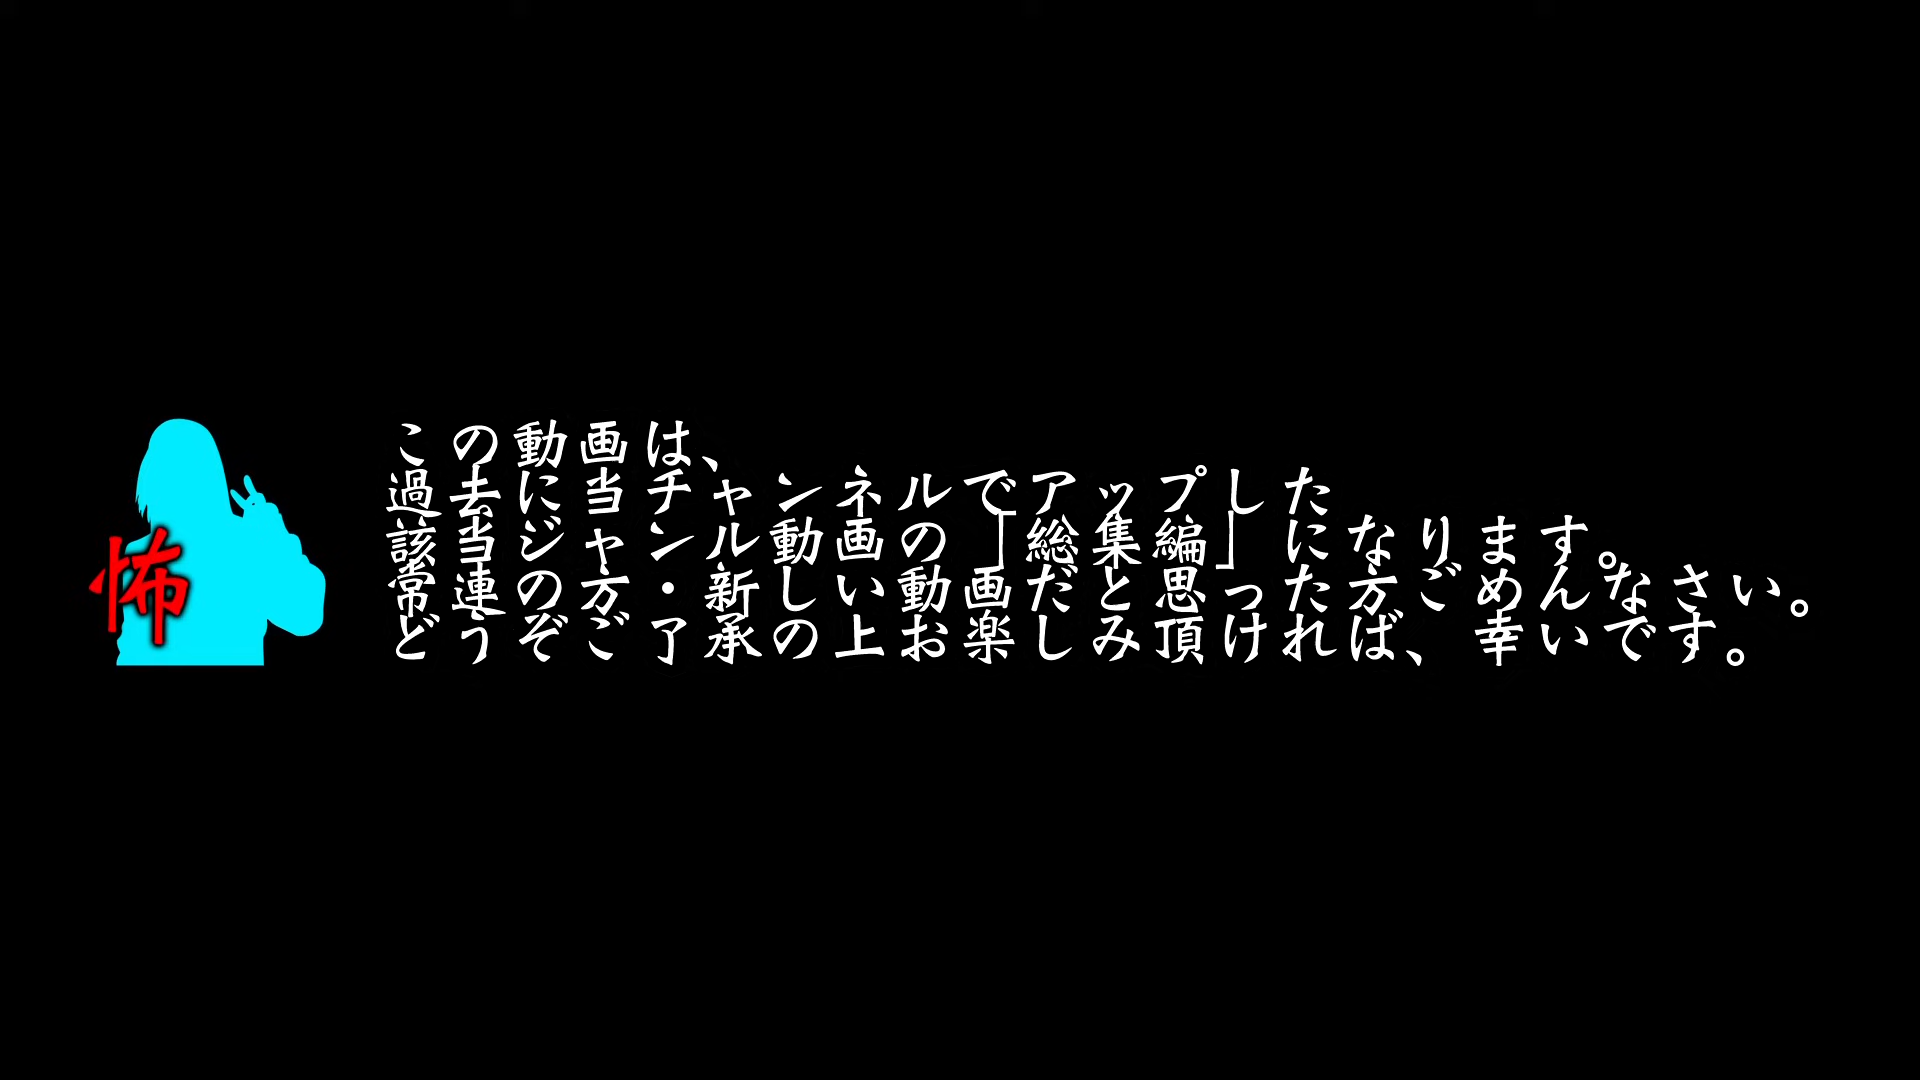 この動画は、
過去に当チャンネルでアップした
該当ジャンル動画の「総集編」になります。
常連の方・新しい動画だと思った方ごめんなさい。
どうぞご了承の上お楽しみ頂ければ、幸いです。
怖